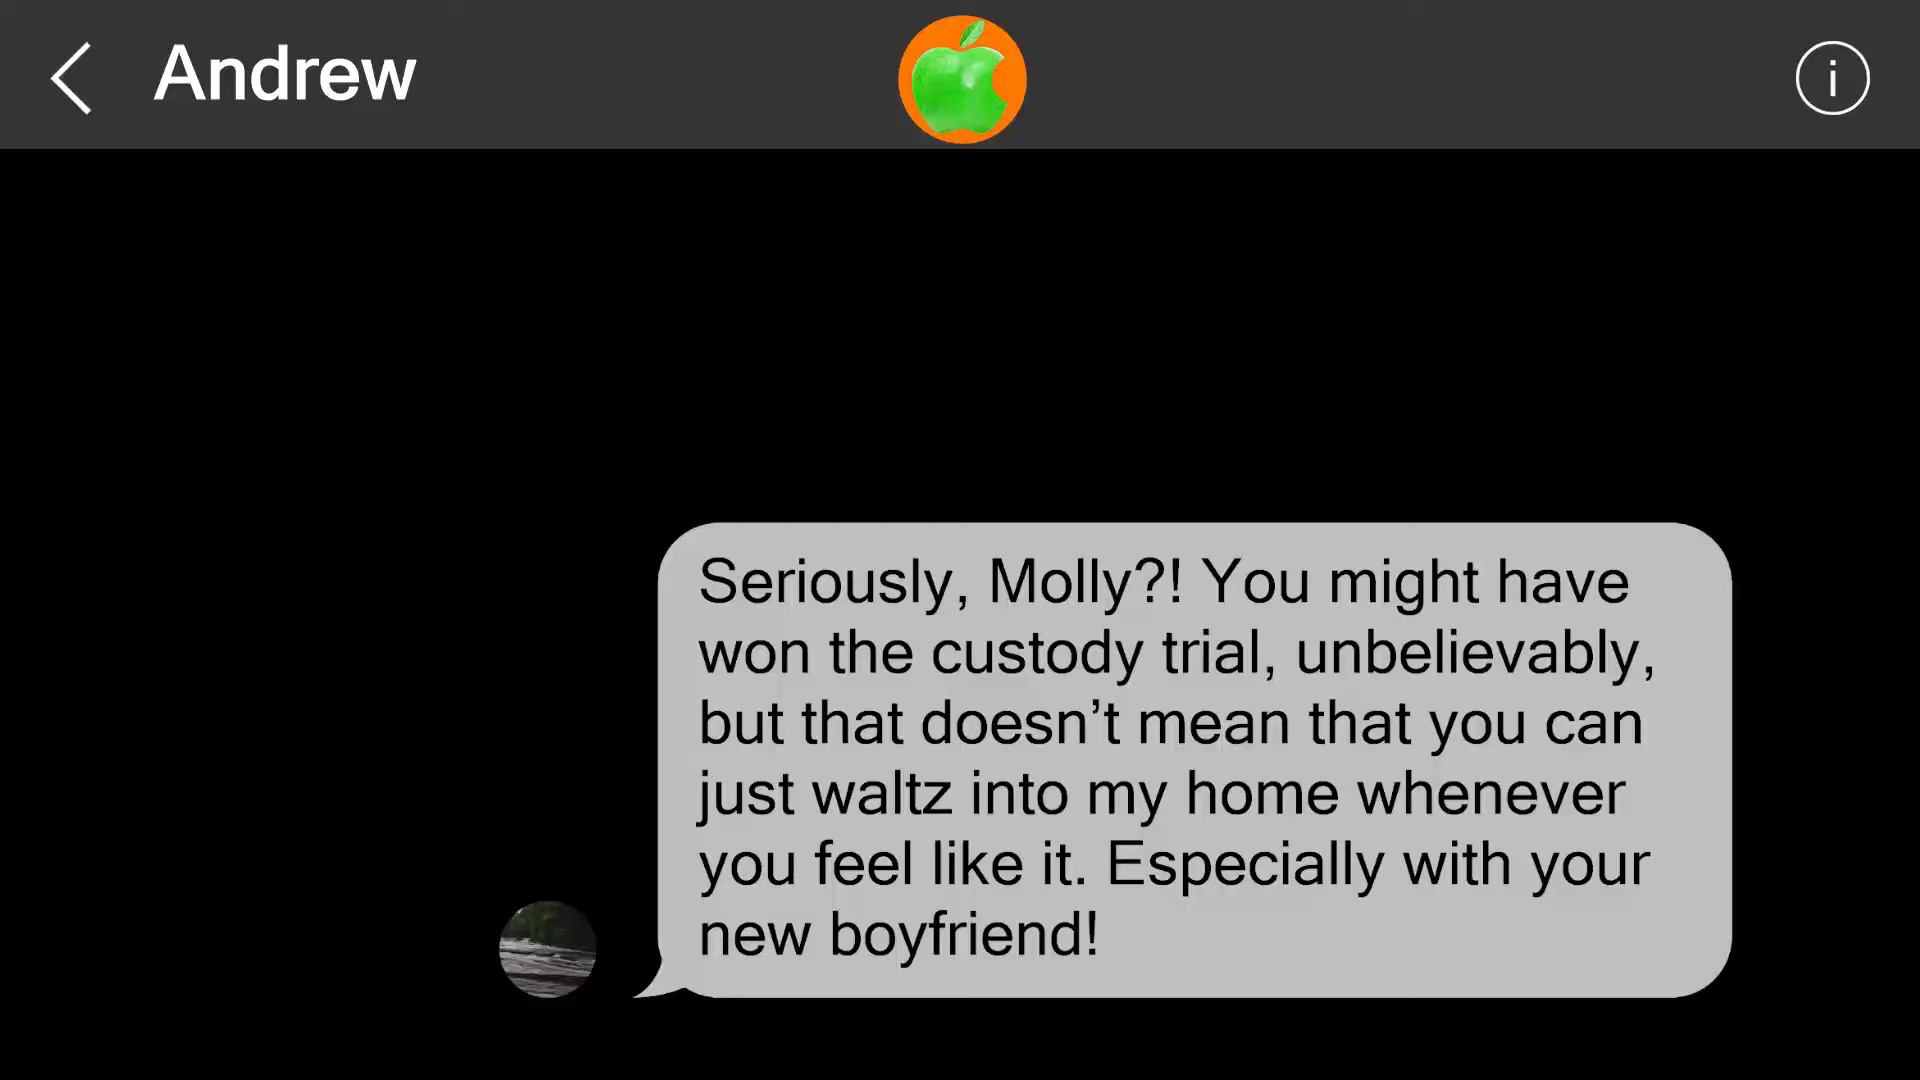 Andrew
i
Seriously, Molly?! You might have
won the custody trial, unbelievably,
but that doesn’t mean that you can
just waltz into my home whenever
you feel like it. Especially with your
new boyfriend!